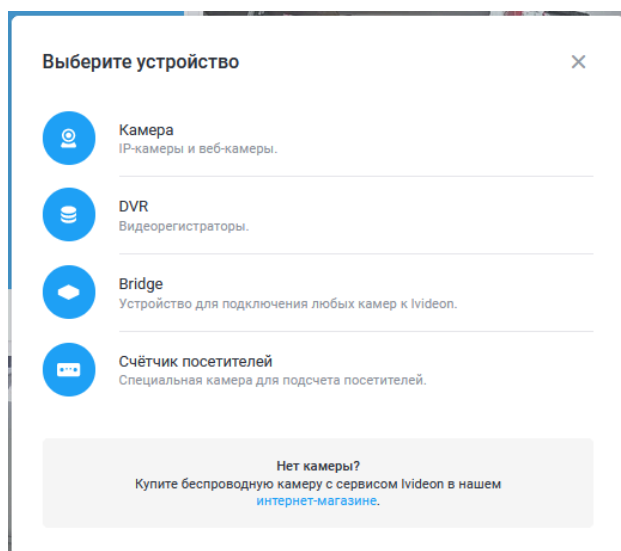 Выберите устройство
Камера
IP-камеры и веб-камеры.
DVR
Видеорегистраторы.
Bridge
Устройство для подключения любых камер к Ivideon.
Счётчик посетителей
Специальная камера для подсчета посетителей.
Нет камеры?
Купите беспроводную камеру с сервисом Ivideon в нашем
интернет-магазине.